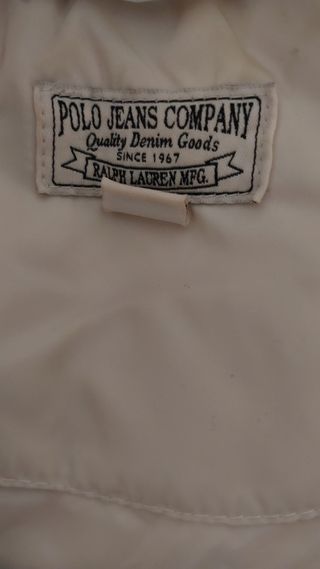 POLO JEANS COMPANY
Quality Denim Goods
SINCE 1967
RALPH LAUREN MFG.